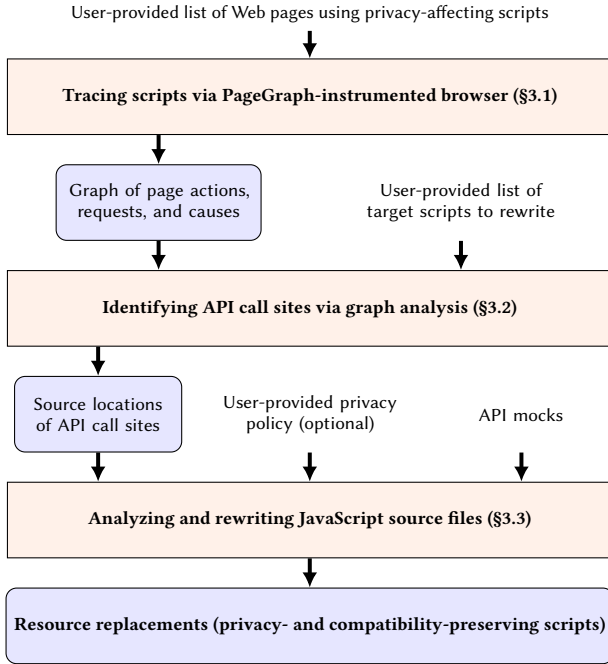 User-provided list of Web pages using privacy-affecting scripts
Tracing scripts via PageGraph-instrumented browser (§3.1)
Graph of page actions,
requests, and causes
User-provided list of
target scripts to rewrite
Identifying API call sites via graph analysis (§3.2)
Source locations
of API call sites
User-provided privacy
policy (optional)
API mocks
Analyzing and rewriting JavaScript source files (§3.3)
Resource replacements (privacy- and compatibility-preserving scripts)